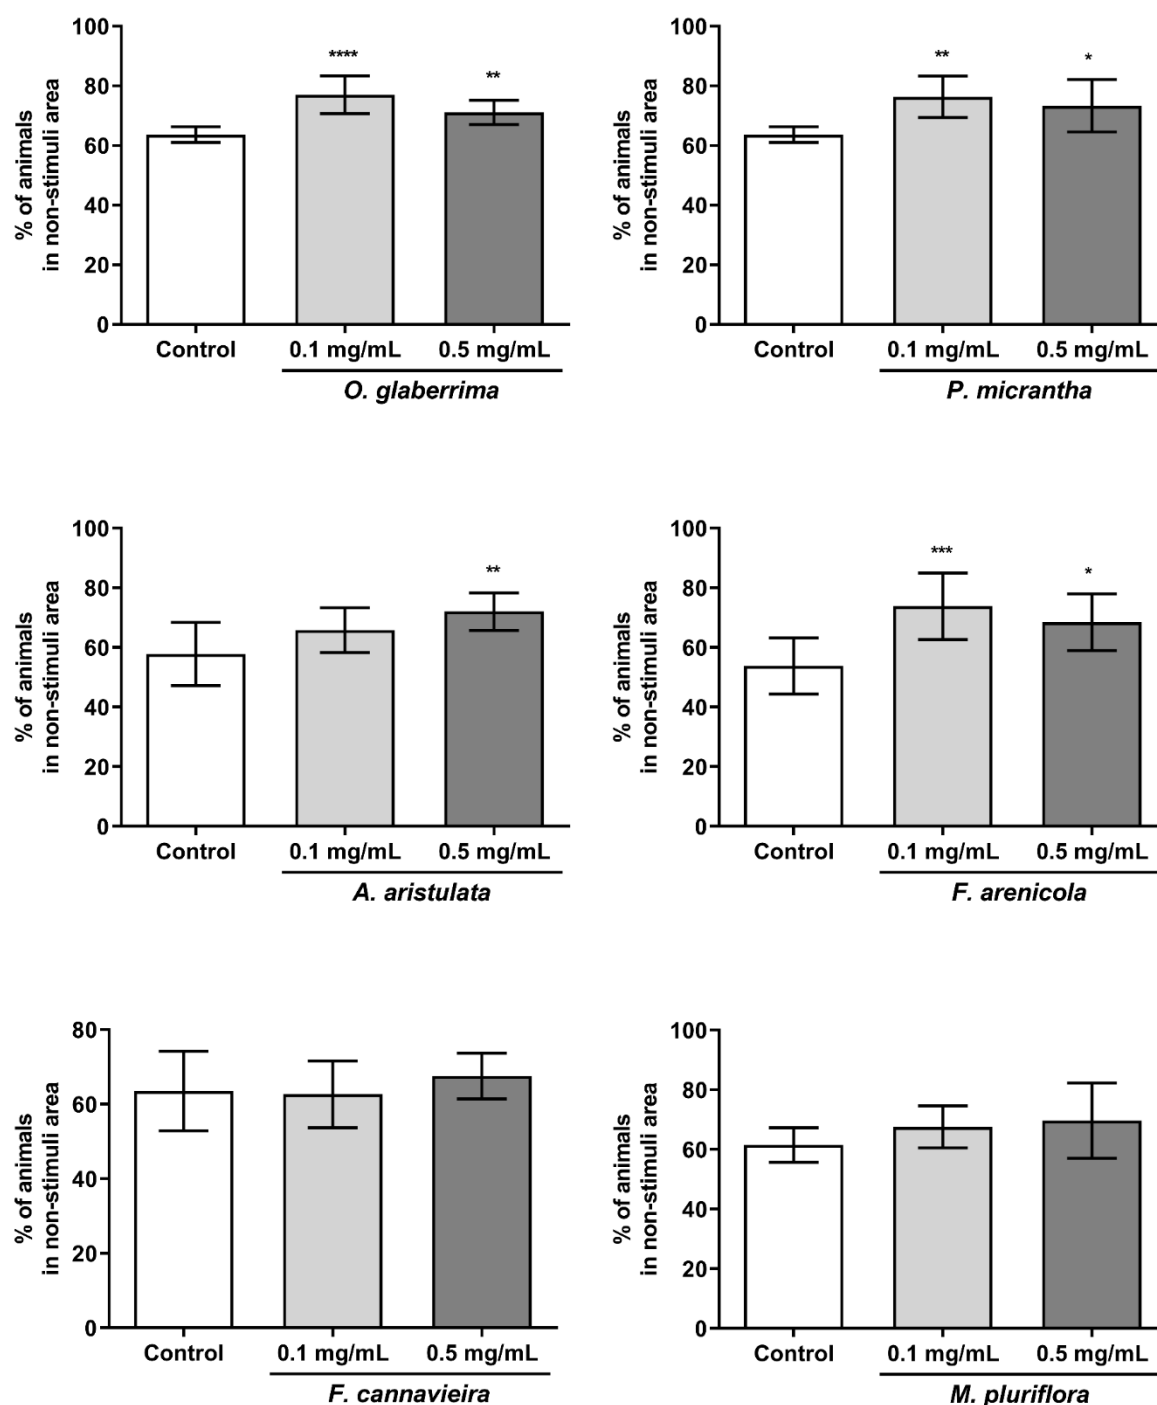 % of animals
in non-stimuli area
100
80
60
40
20
0
****
**
Control
0.1 mg/mL
0.5 mg/mL
O. glaberrima
% of animals
in non-stimuli area
100
80
60
40
20
0
**
*
Control
0.1 mg/mL
0.5 mg/mL
P. micrantha
% of animals
in non-stimuli area
100
80
60
40
20
0
**
Control
0.1 mg/mL
0.5 mg/mL
A. aristulata
% of animals
in non-stimuli area
100
80
60
40
20
0
***
*
Control
0.1 mg/mL
0.5 mg/mL
F. arenicola
% of animals
in non-stimuli area
80
60
40
20
0
Control
0.1 mg/mL
0.5 mg/mL
F. cannavieira
% of animals
in non-stimuli area
100
80
60
40
20
0
Control
0.1 mg/mL
0.5 mg/mL
M. pluriflora